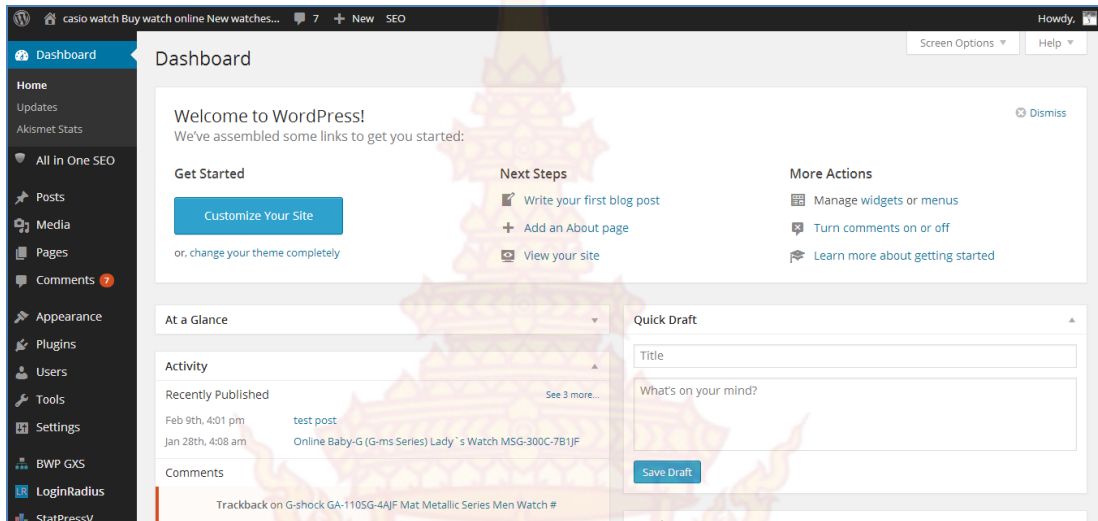 casio watch Buy watch online New watches... 7 + New SEO Howdy,
Screen Options Help
Dashboard
Home
Updates
Akismet Stats
All in One SEO
Posts
Media
Pages
Comments 7
Appearance
Plugins
Users
Tools
Settings
BWP GXS
LR LoginRadius
StatPressV
Dashboard
Welcome to WordPress!
Dismiss
We've assembled some links to get you started:
Get Started
Customize Your Site
or, change your theme completely
Next Steps
Write your first blog post
Add an About page
View your site
More Actions
Manage widgets or menus
Turn comments on or off
Learn more about getting started
At a Glance
Activity
Recently Published See 3 more...
Feb 9th, 4:01 pm test post
Jan 28th, 4:08 am Online Baby-G (G-ms Series) Lady`s Watch MSG-300C-7B1JF
Comments
Trackback on G-shock GA-110SG-4AJF Mat Metallic Series Men Watch #
Quick Draft
Title
What's on your mind?
Save Draft